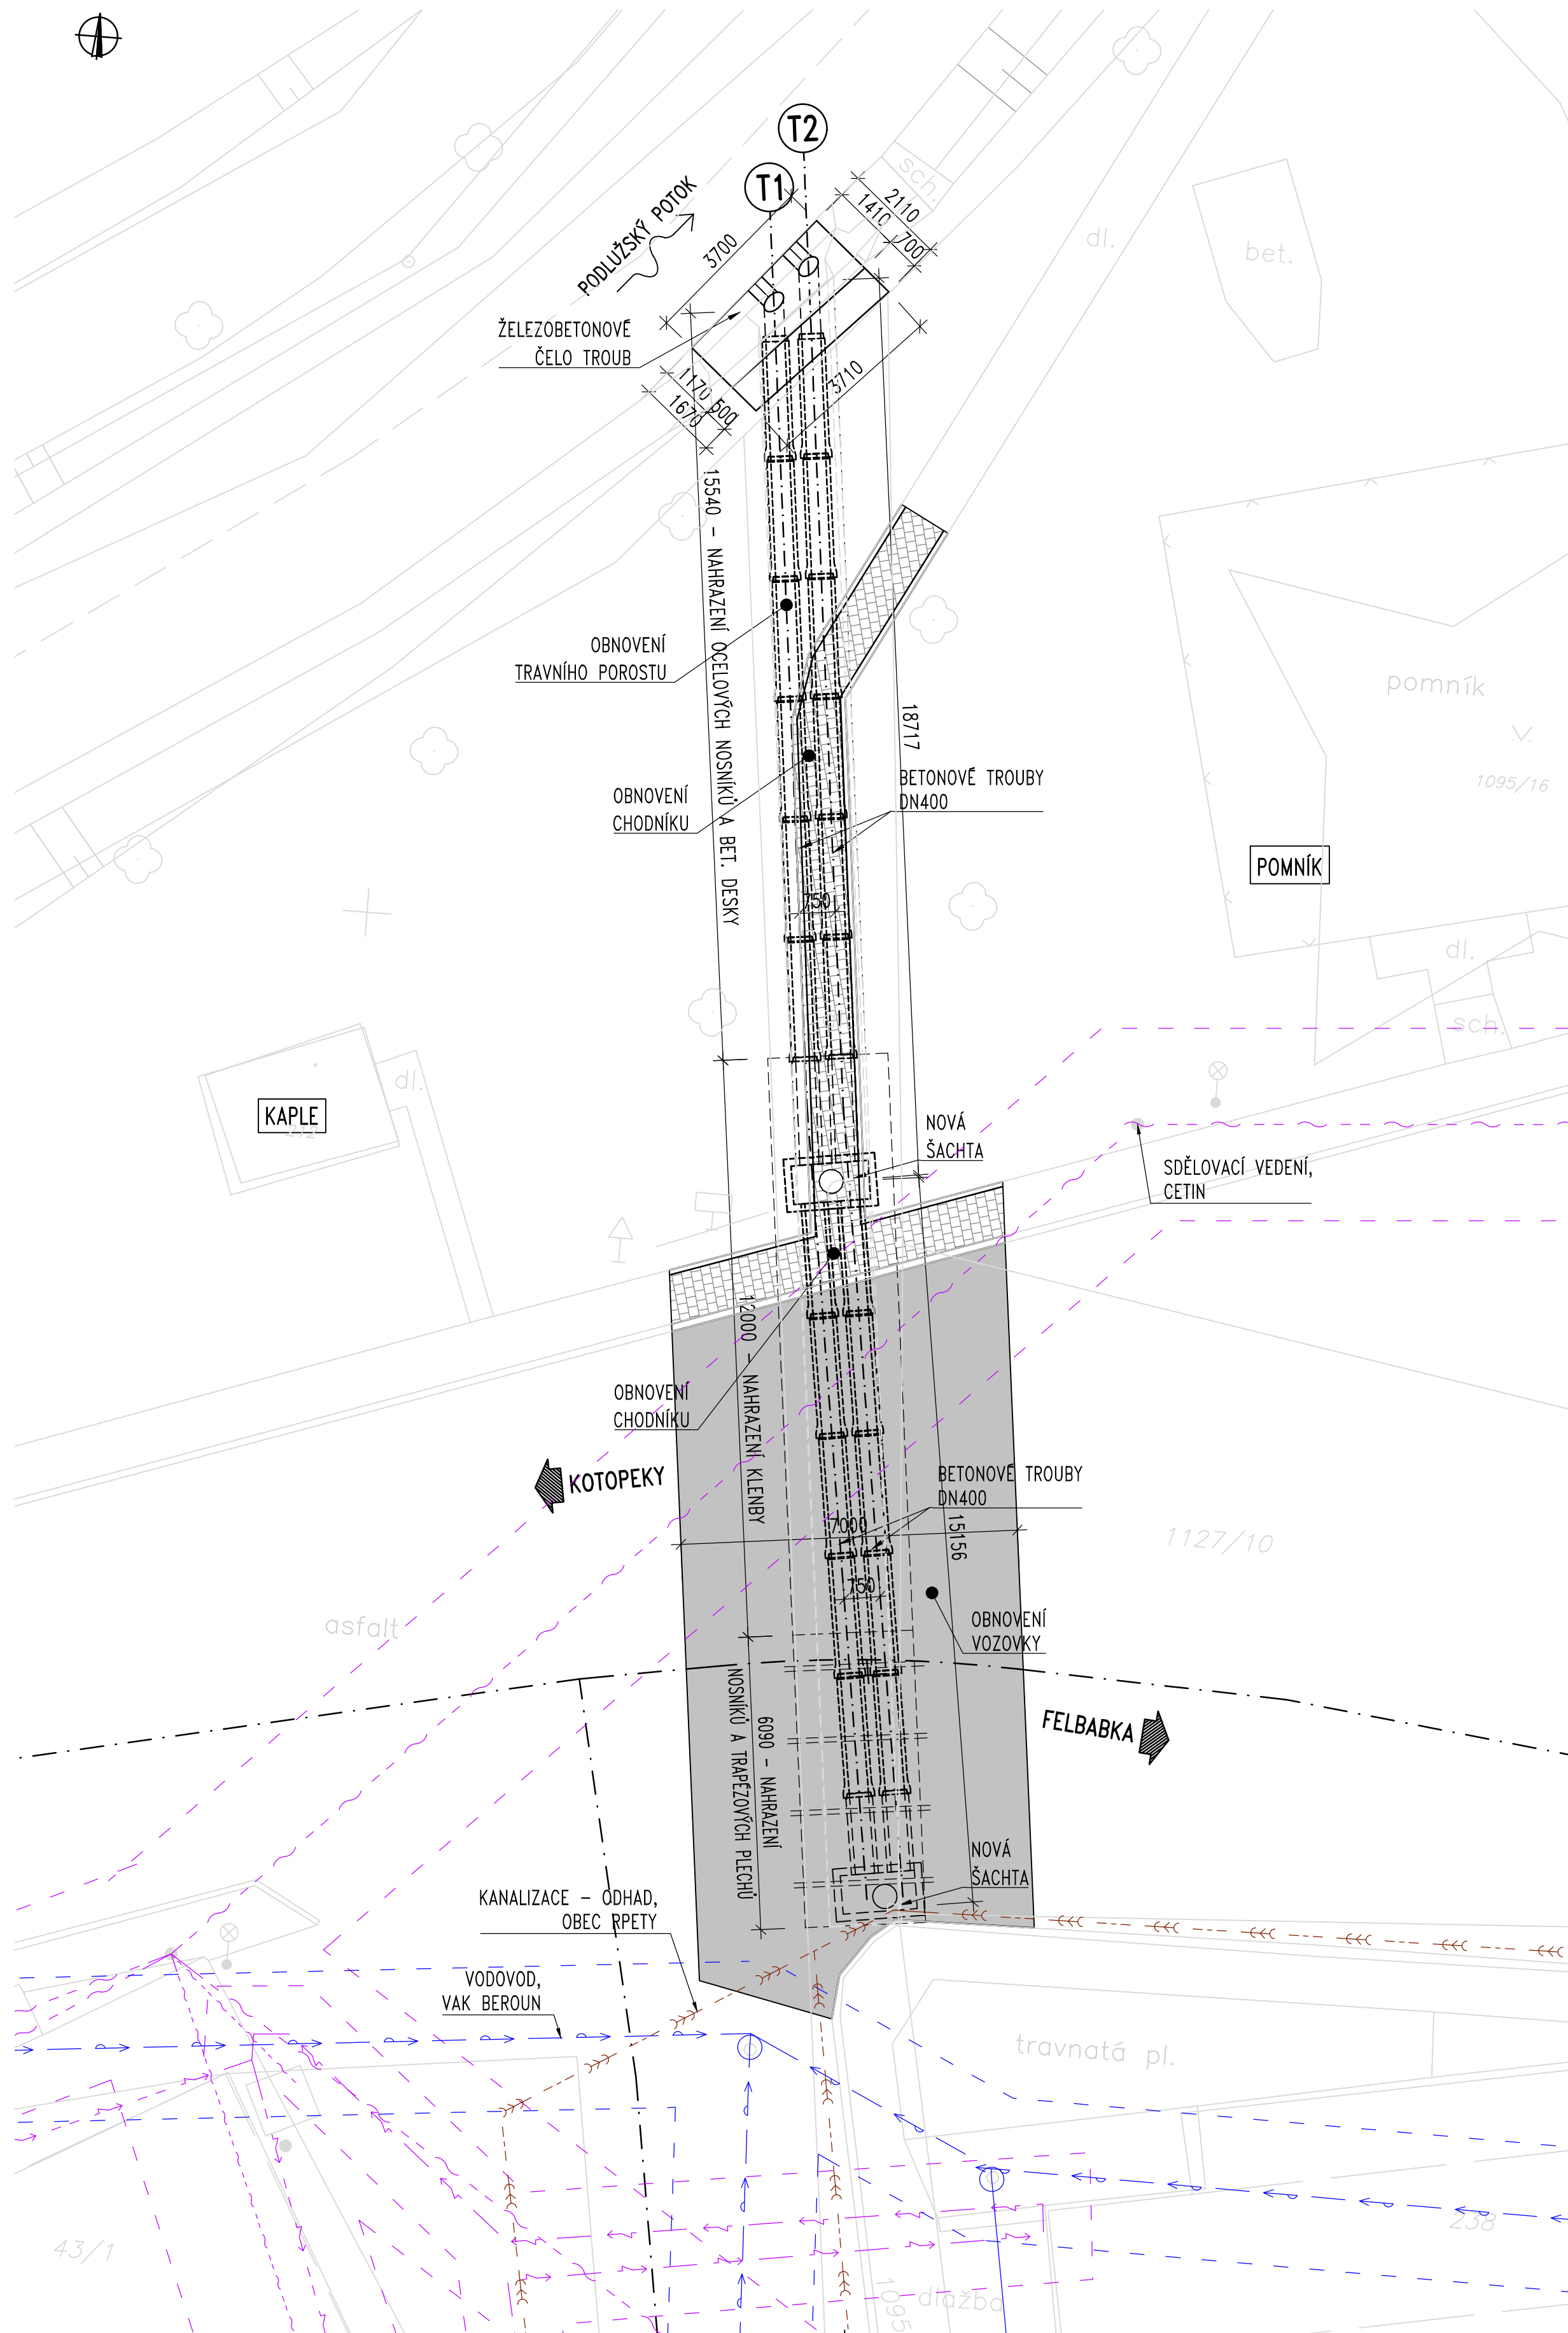 T2
T1
PODLUŽSKÝ POTOK
sch.
2110
1410
700
3700
dl.
bet.
ŽELEZOBETONOVÉ
ČELO TROUB
3710
1170
500
1670
15540 – NAHRAZENÍ OCELOVÝCH NOSNÍKŮ A BET. DESKY
OBNOVENÍ
TRAVNÍHO POROSTU
18717
pomník
1095/16
BETONOVÉ TROUBY
DN400
OBNOVENÍ
CHODNÍKU
POMNÍK
750
dl.
sch.
dl.
KAPLE
212
NOVÁ
ŠACHTA
SDĚLOVACÍ VEDENÍ,
CETIN
12000 – NAHRAZENÍ KLENBY
OBNOVENÍ
CHODNÍKU
KOTOPEKY
BETONOVÉ TROUBY
DN400
7000
15156
1127/10
750
asfalt
OBNOVENÍ
VOZOVKY
6090 – NAHRAZENÍ
NOSNÍKŮ A TRAPÉZOVÝCH PLECHŮ
FELBABKA
NOVÁ
ŠACHTA
KANALIZACE – ODHAD,
OBEC RPETY
VODOVOD,
VAK BEROUN
travnatá pl.
43/1
238
1095
dlažba